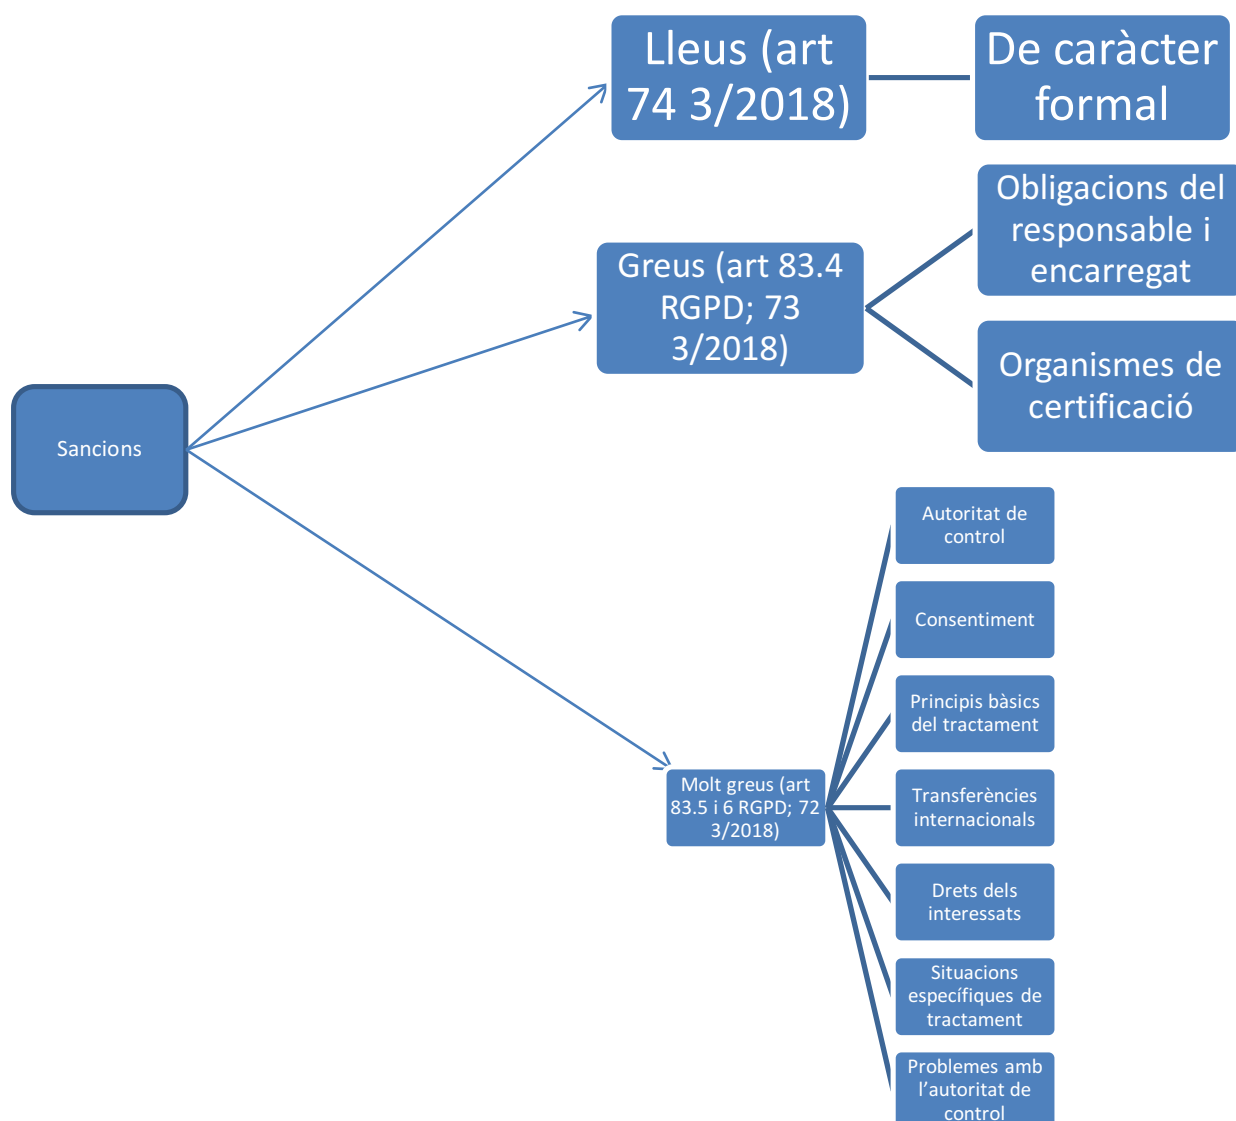 Sancions
Lleus (art
74 3/2018)
De caràcter
formal
Greus (art 83.4
RGPD; 73
3/2018)
Obligacions del
responsable i
encarregat
Organismes de
certificació
Molt greus (art
83.5 i 6 RGPD; 72
3/2018)
Autoritat de
control
Consentiment
Principis bàsics
del tractament
Transferències
internacionals
Drets dels
interessats
Situacions
específiques de
tractament
Problemes amb
l’autoritat de
control